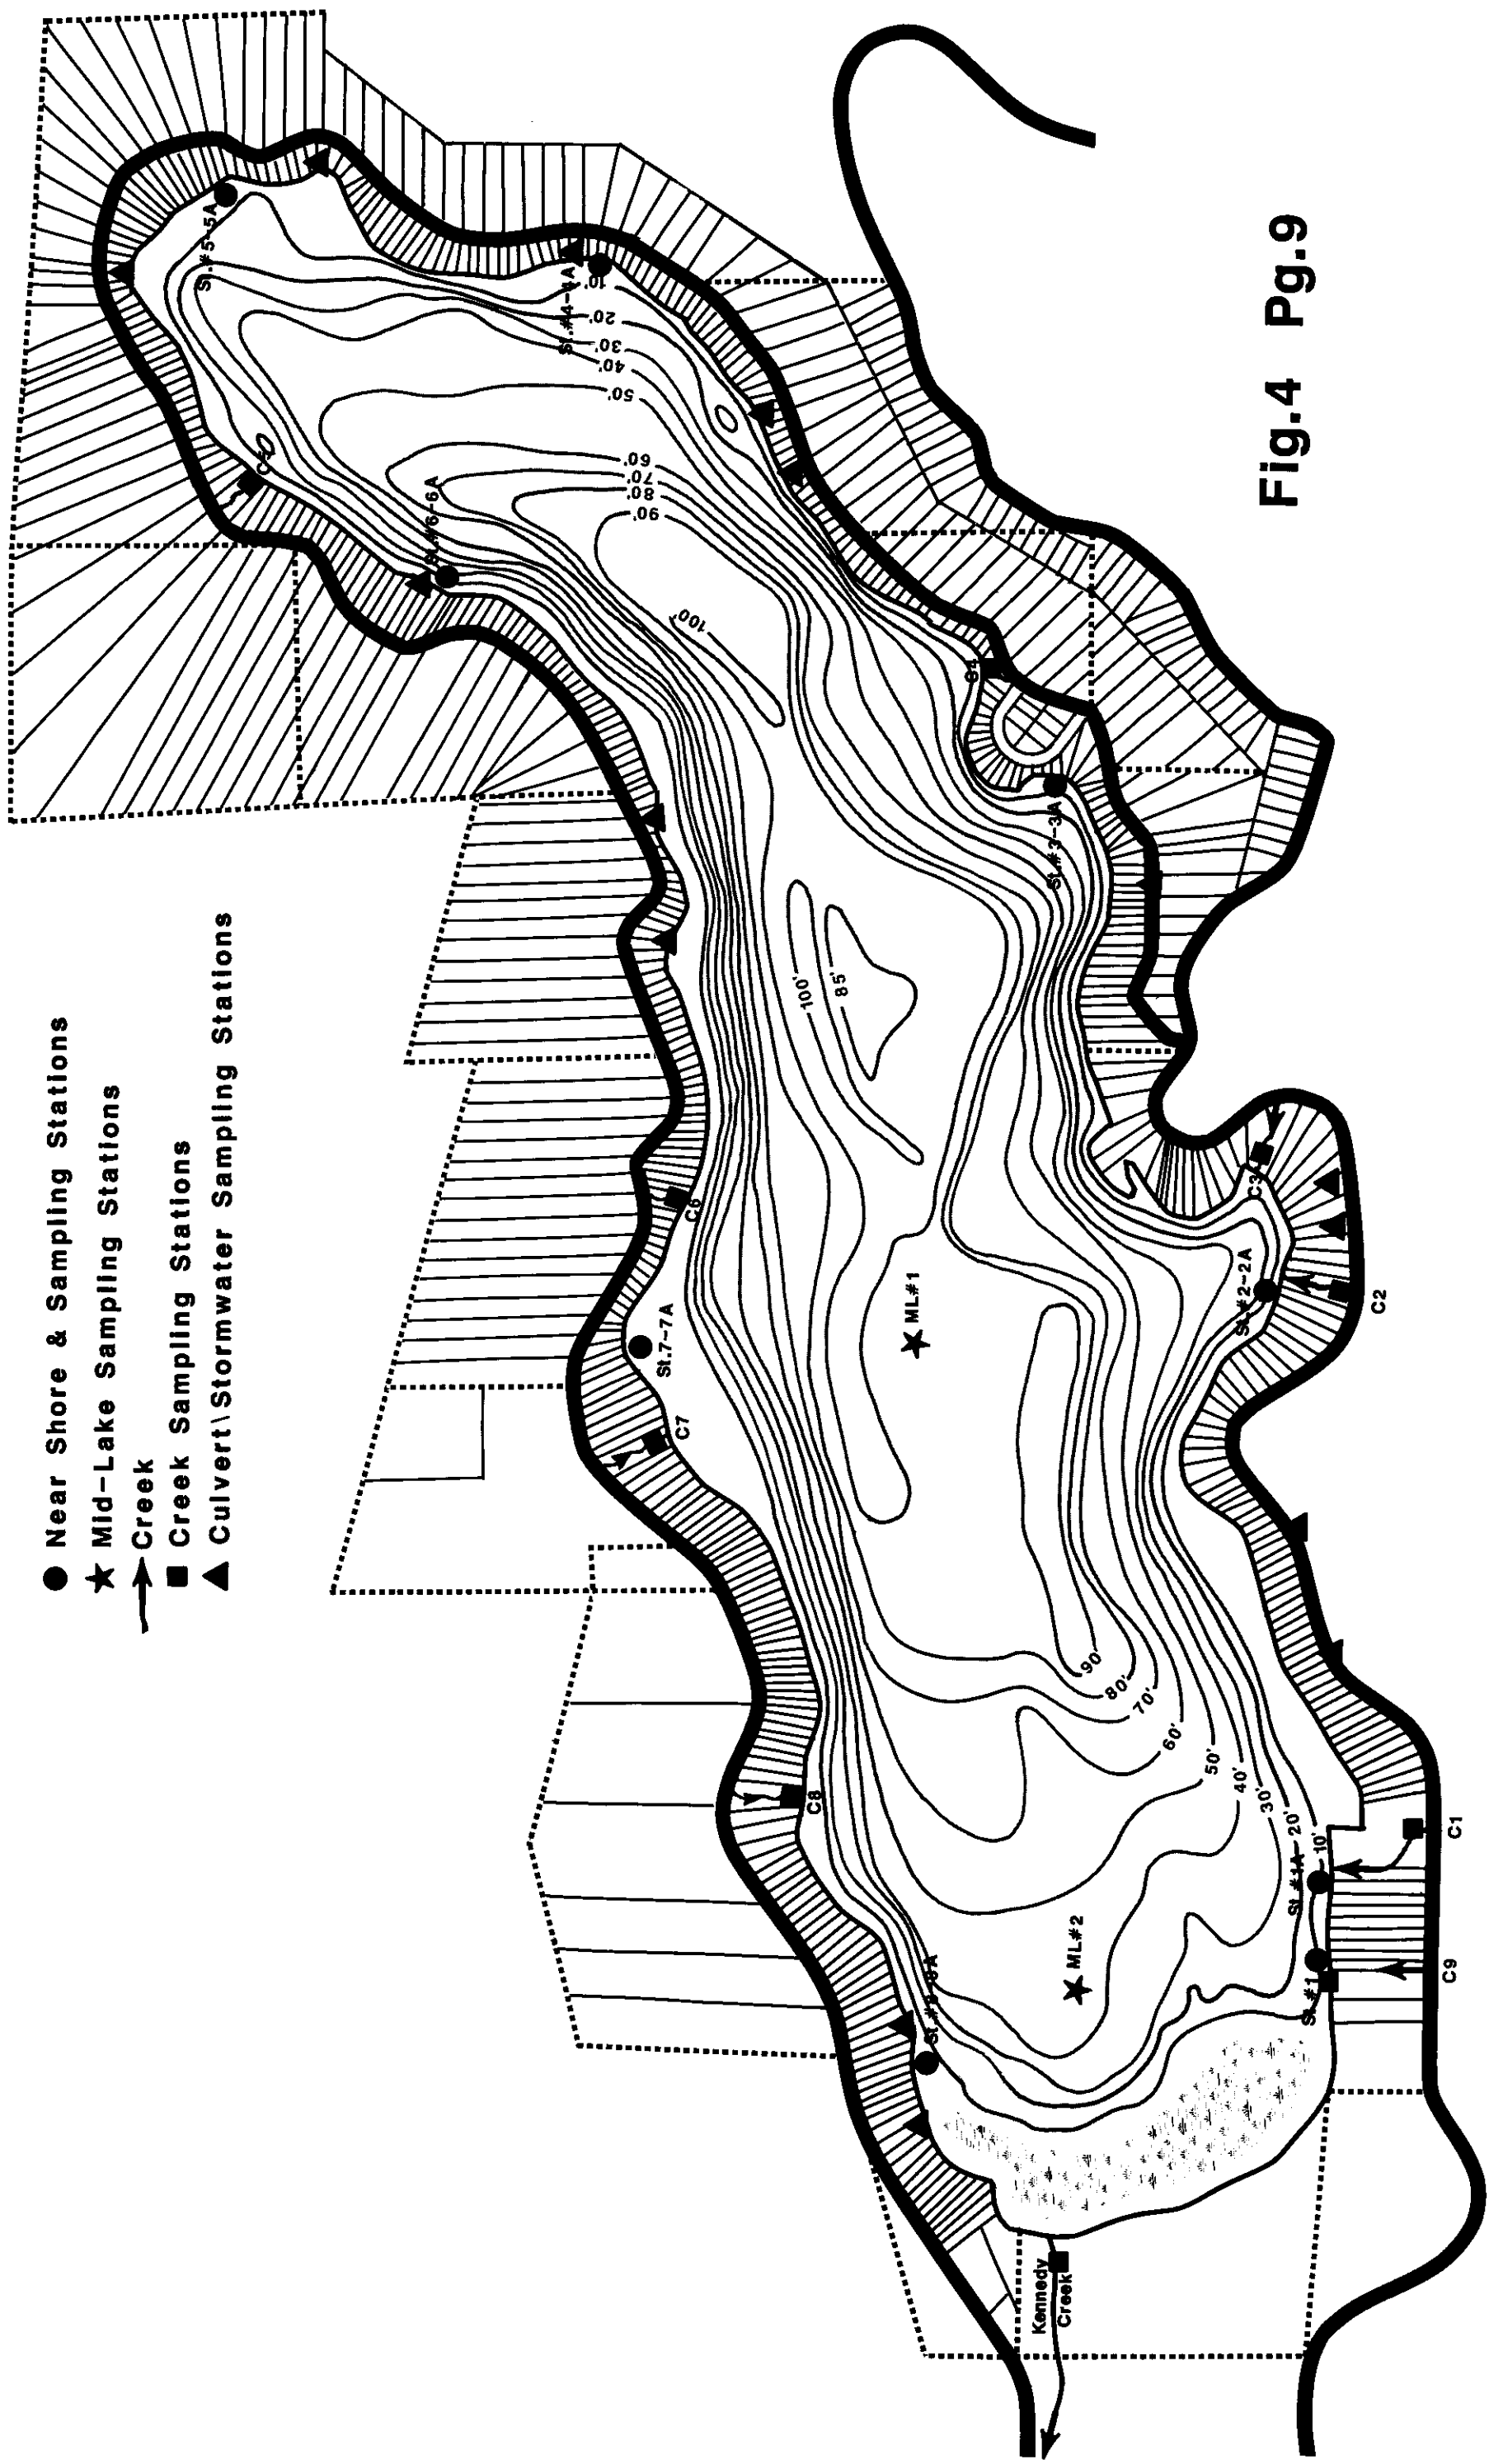 Near Shore & Sampling Stations
Mid-Lake Sampling Stations
Creek
Creek Sampling Stations
Culvert\Stormwater Sampling Stations
Fig.4 Pg.9
St.#5-5A
St.#4-4A
10'
20'
30'
40'
50'
60'
70'
80'
90'
100'
C5
St.#6-6A
C4
St.#3-3A
100'
85'
C6
St.7-7A
C7
ML#1
C3
St.#2-2A
C2
C8
90'
80'
70'
60'
50'
40'
30'
20'
10'
St.#1A
C1
ML#2
St.#1
C9
Kennedy
Creek